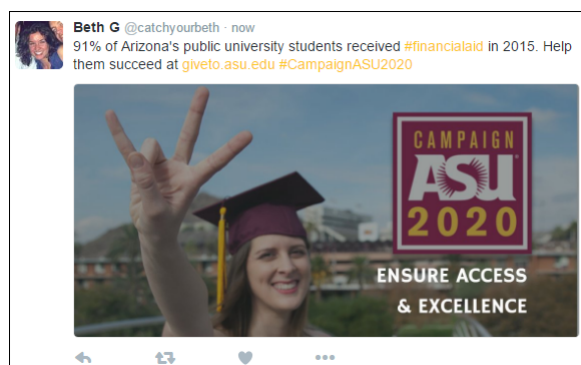 Beth G @catchyourbeth · now
91% of Arizona's public university students received #financialaid in 2015. Help
them succeed at giveto.asu.edu #CampaignASU2020
CAMPAIGN
ASU
2020
ENSURE ACCESS
& EXCELLENCE